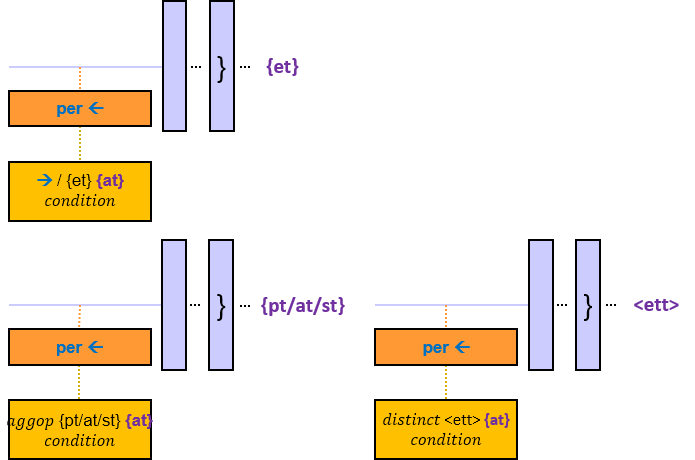 } ··· {et}
per ←
→ / {et} {at}
condition
··· } ··· {pt/at/st}
per ←
aggop {pt/at/st} {at}
condition
··· } ··· <ett>
per ←
distinct <ett> {at}
condition